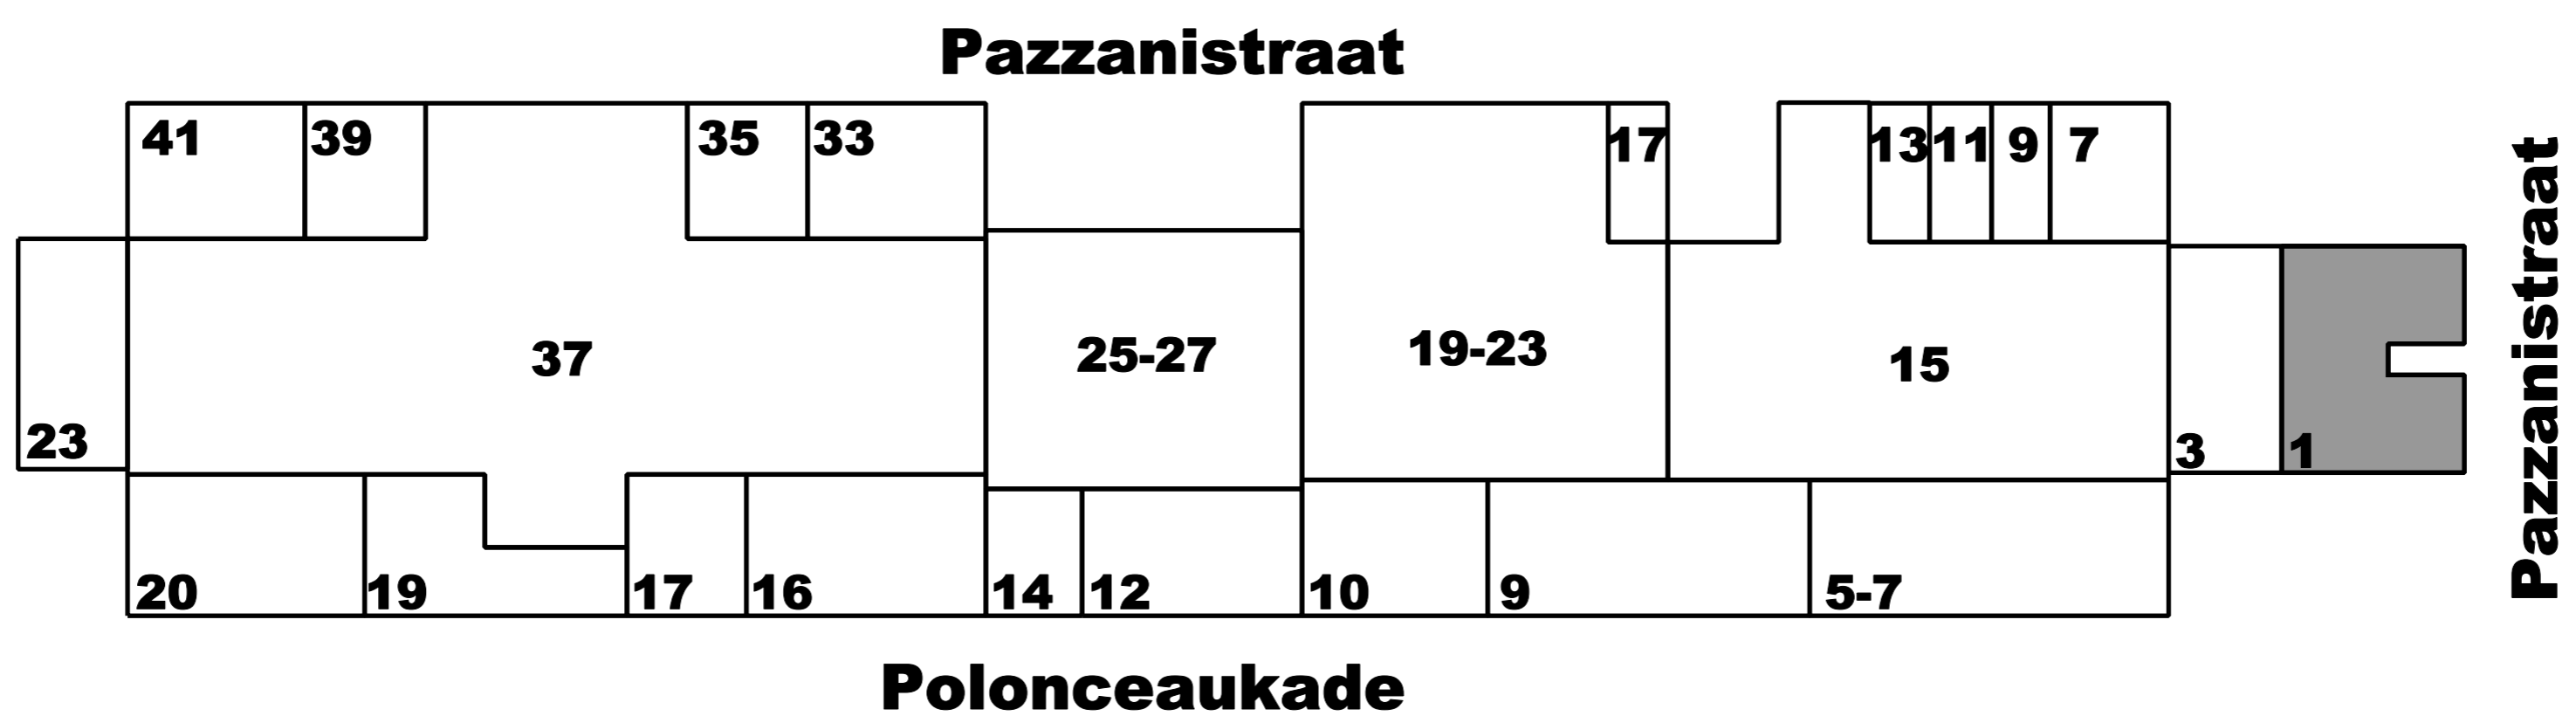 Pazzanistraat
41 39 35 33 17 13 11 9 7
Pazzanistraat
37 25-27 19-23 15
23 3 1
20 19 17 16 14 12 10 9 5-7
Polonceaukade